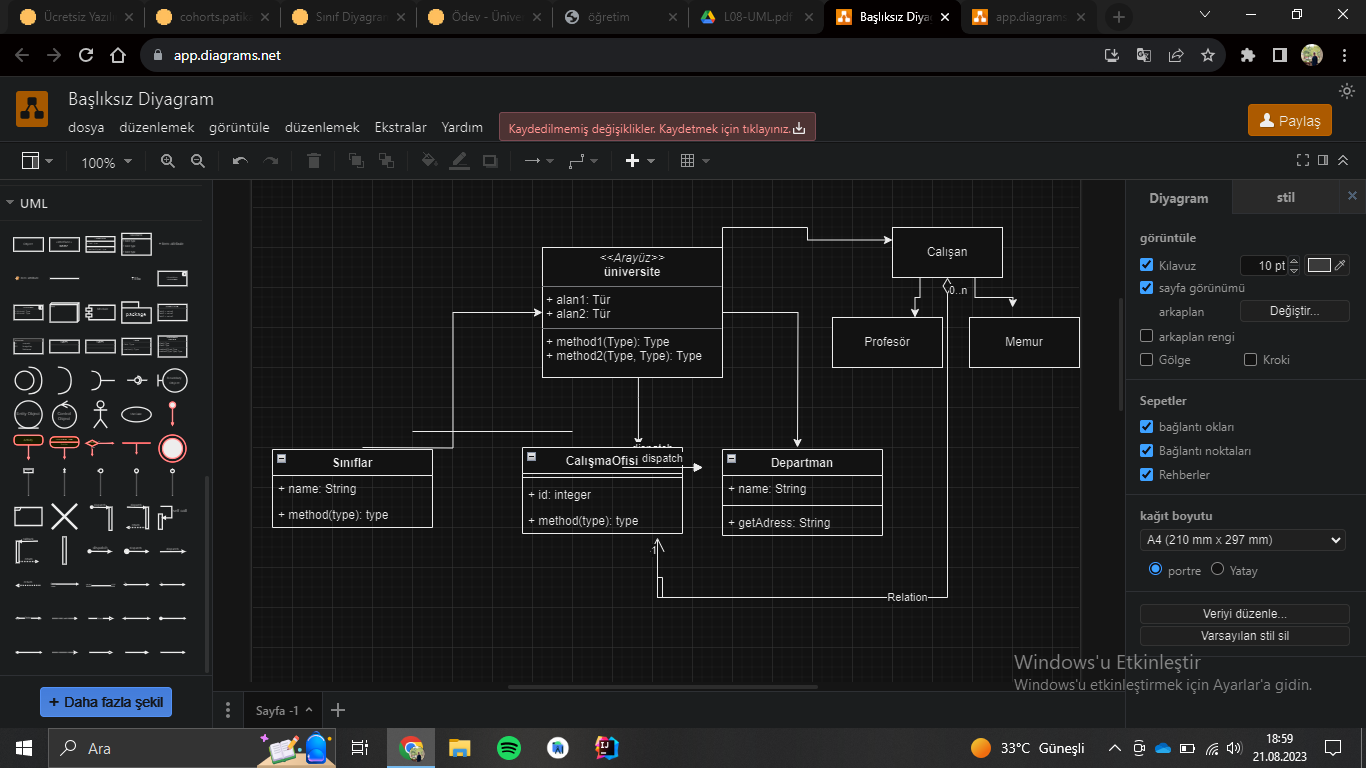 Ücretsiz Yazılı
cohorts.patika
Sınıf Diyagran
Ödev - Ünive
öğretim
L08-UML.pdf
Başlıksız Diya
app.diagrams
app.diagrams.net
Başlıksız Diyagram
dosya düzenlemek görüntüle düzenlemek Ekstralar Yardım
Kaydedilmemiş değişiklikler. Kaydetmek için tıklayınız.
Paylaş
100%
UML
package
+ Daha fazla şekil
<<Arayüz>>
üniversite
+ alan1: Tür
+ alan2: Tür
+ method1(Type): Type
+ method2(Type, Type): Type
Calışan
0..n
Profesör
Memur
Sınıflar
+ name: String
+ method(type): type
dispatch
CalışmaOfisi
dispatch
+ id: integer
+ method(type): type
Departman
+ name: String
+ getAdress: String
1
Relation
Diyagram
stil
görüntüle
Kılavuz
10 pt
sayfa görünümü
arkaplan
Değiştir...
arkaplan rengi
Gölge
Kroki
Sepetler
bağlantı okları
Bağlantı noktaları
Rehberler
kağıt boyutu
A4 (210 mm x 297 mm)
portre
Yatay
Veriyi düzenle...
Varsayılan stil sil
Windows'u Etkinleştir
Windows'u etkinleştirmek için Ayarlar'a gidin.
Sayfa -1
Ara
33°C Güneşli
18:59
21.08.2023